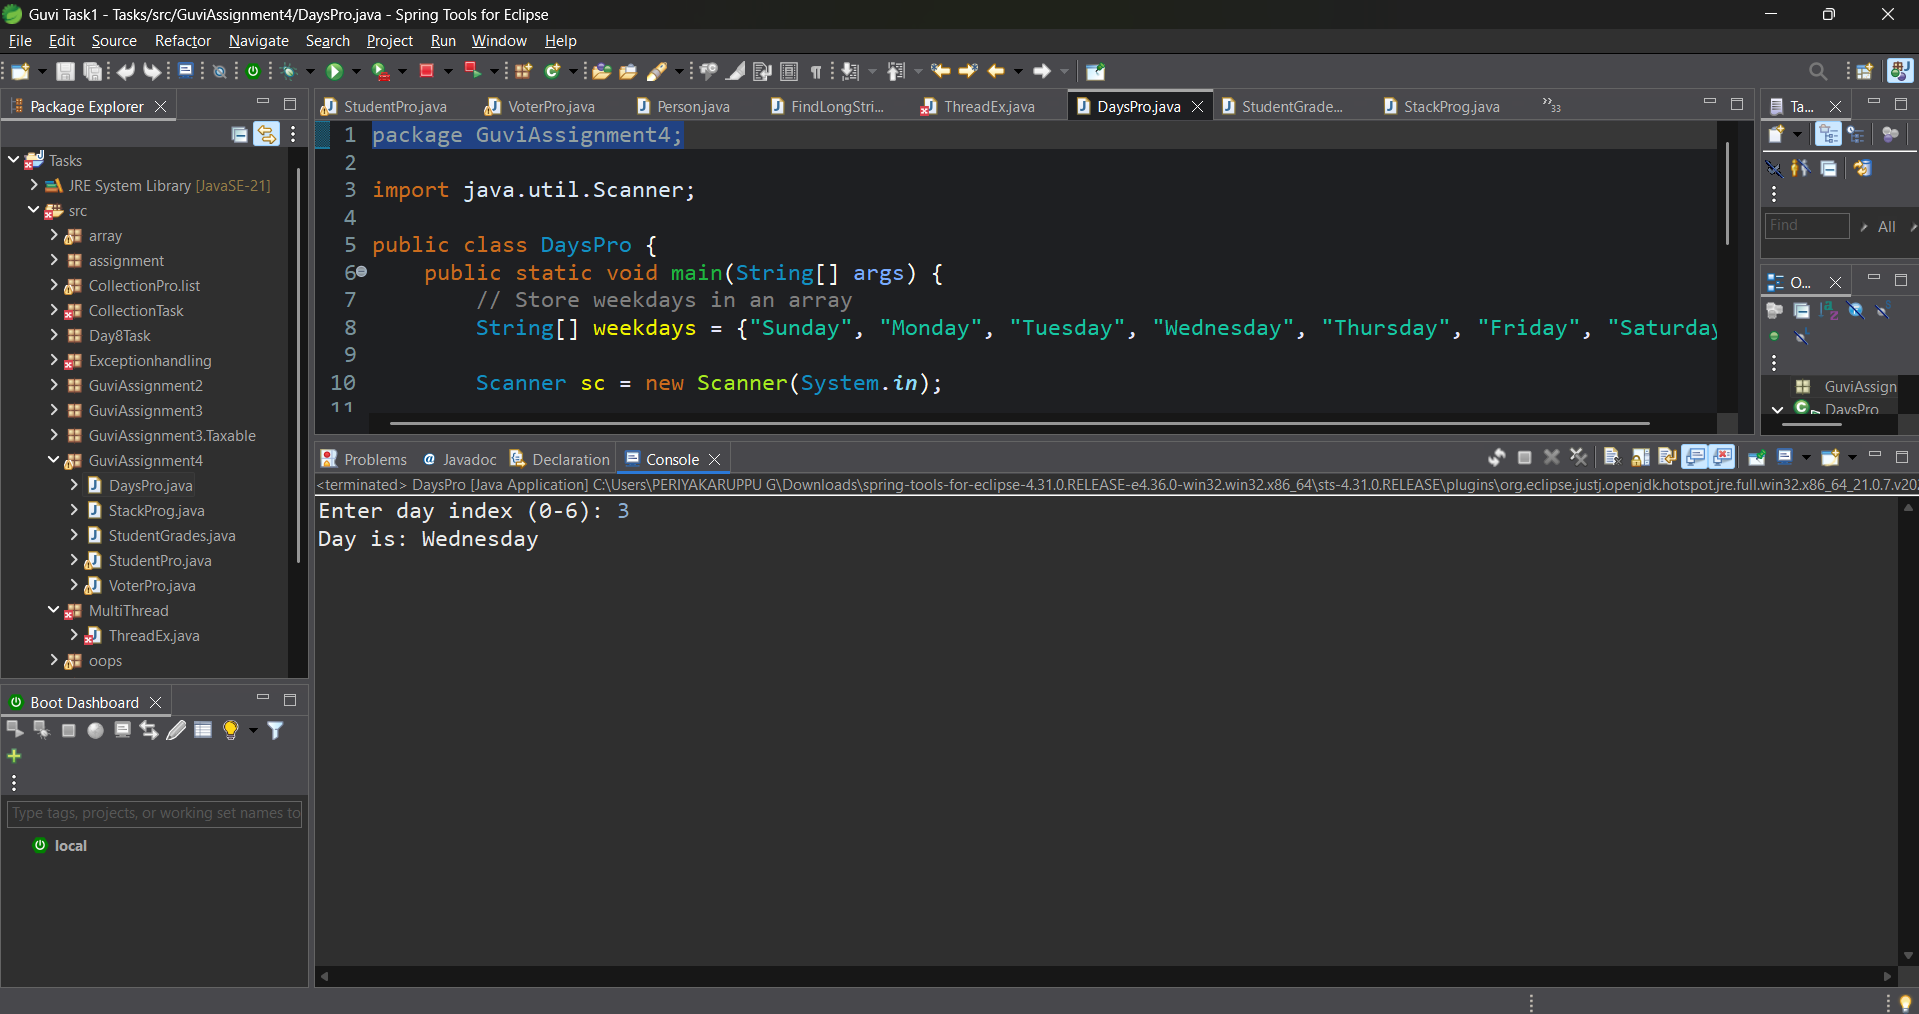 Guvi Task1 - Tasks/src/GuviAssignment4/DaysPro.java - Spring Tools for Eclipse
File Edit Source Refactor Navigate Search Project Run Window Help
Package Explorer
Tasks
JRE System Library [JavaSE-21]
src
array
assignment
CollectionPro.list
CollectionTask
Day8Task
Exceptionhandling
GuviAssignment2
GuviAssignment3
GuviAssignment3.Taxable
GuviAssignment4
DaysPro.java
StackProg.java
StudentGrades.java
StudentPro.java
VoterPro.java
MultiThread
ThreadEx.java
oops
Boot Dashboard
Type tags, projects, or working set names to
local
StudentPro.java VoterPro.java Person.java FindLongStri... ThreadEx.java DaysPro.java StudentGrade... StackProg.java »33
1 package GuviAssignment4;
2
3 import java.util.Scanner;
4
5 public class DaysPro {
6 public static void main(String[] args) {
7 // Store weekdays in an array
8 String[] weekdays = {"Sunday", "Monday", "Tuesday", "Wednesday", "Thursday", "Friday", "Saturday
9
10 Scanner sc = new Scanner(System.in);
11
Problems Javadoc Declaration Console
<terminated> DaysPro [Java Application] C:\Users\PERIYAKARUPPU G\Downloads\spring-tools-for-eclipse-4.31.0.RELEASE-e4.36.0-win32.win32.x86_64\sts-4.31.0.RELEASE\plugins\org.eclipse.justj.openjdk.hotspot.jre.full.win32.x86_64_21.0.7.v202
Enter day index (0-6): 3
Day is: Wednesday
Ta...
Find All
O...
GuviAssign
DaysPro